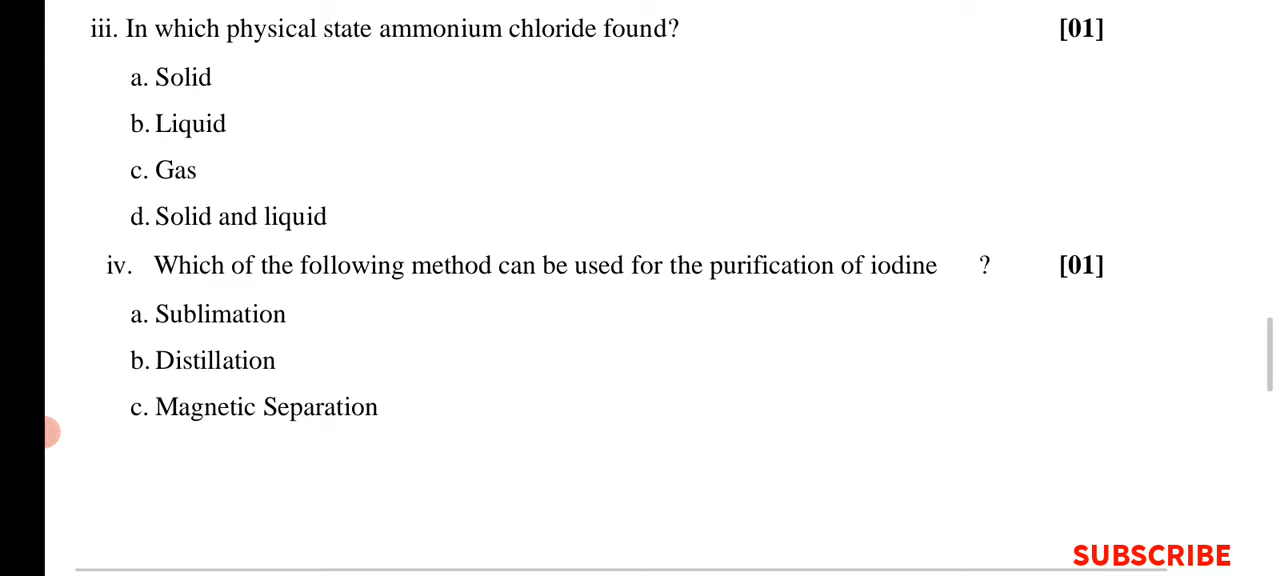 iii. In which physical state ammonium chloride found? [01]
a. Solid
b. Liquid
c. Gas
d. Solid and liquid
iv. Which of the following method can be used for the purification of iodine ? [01]
a. Sublimation
b. Distillation
c. Magnetic Separation
SUBSCRIBE